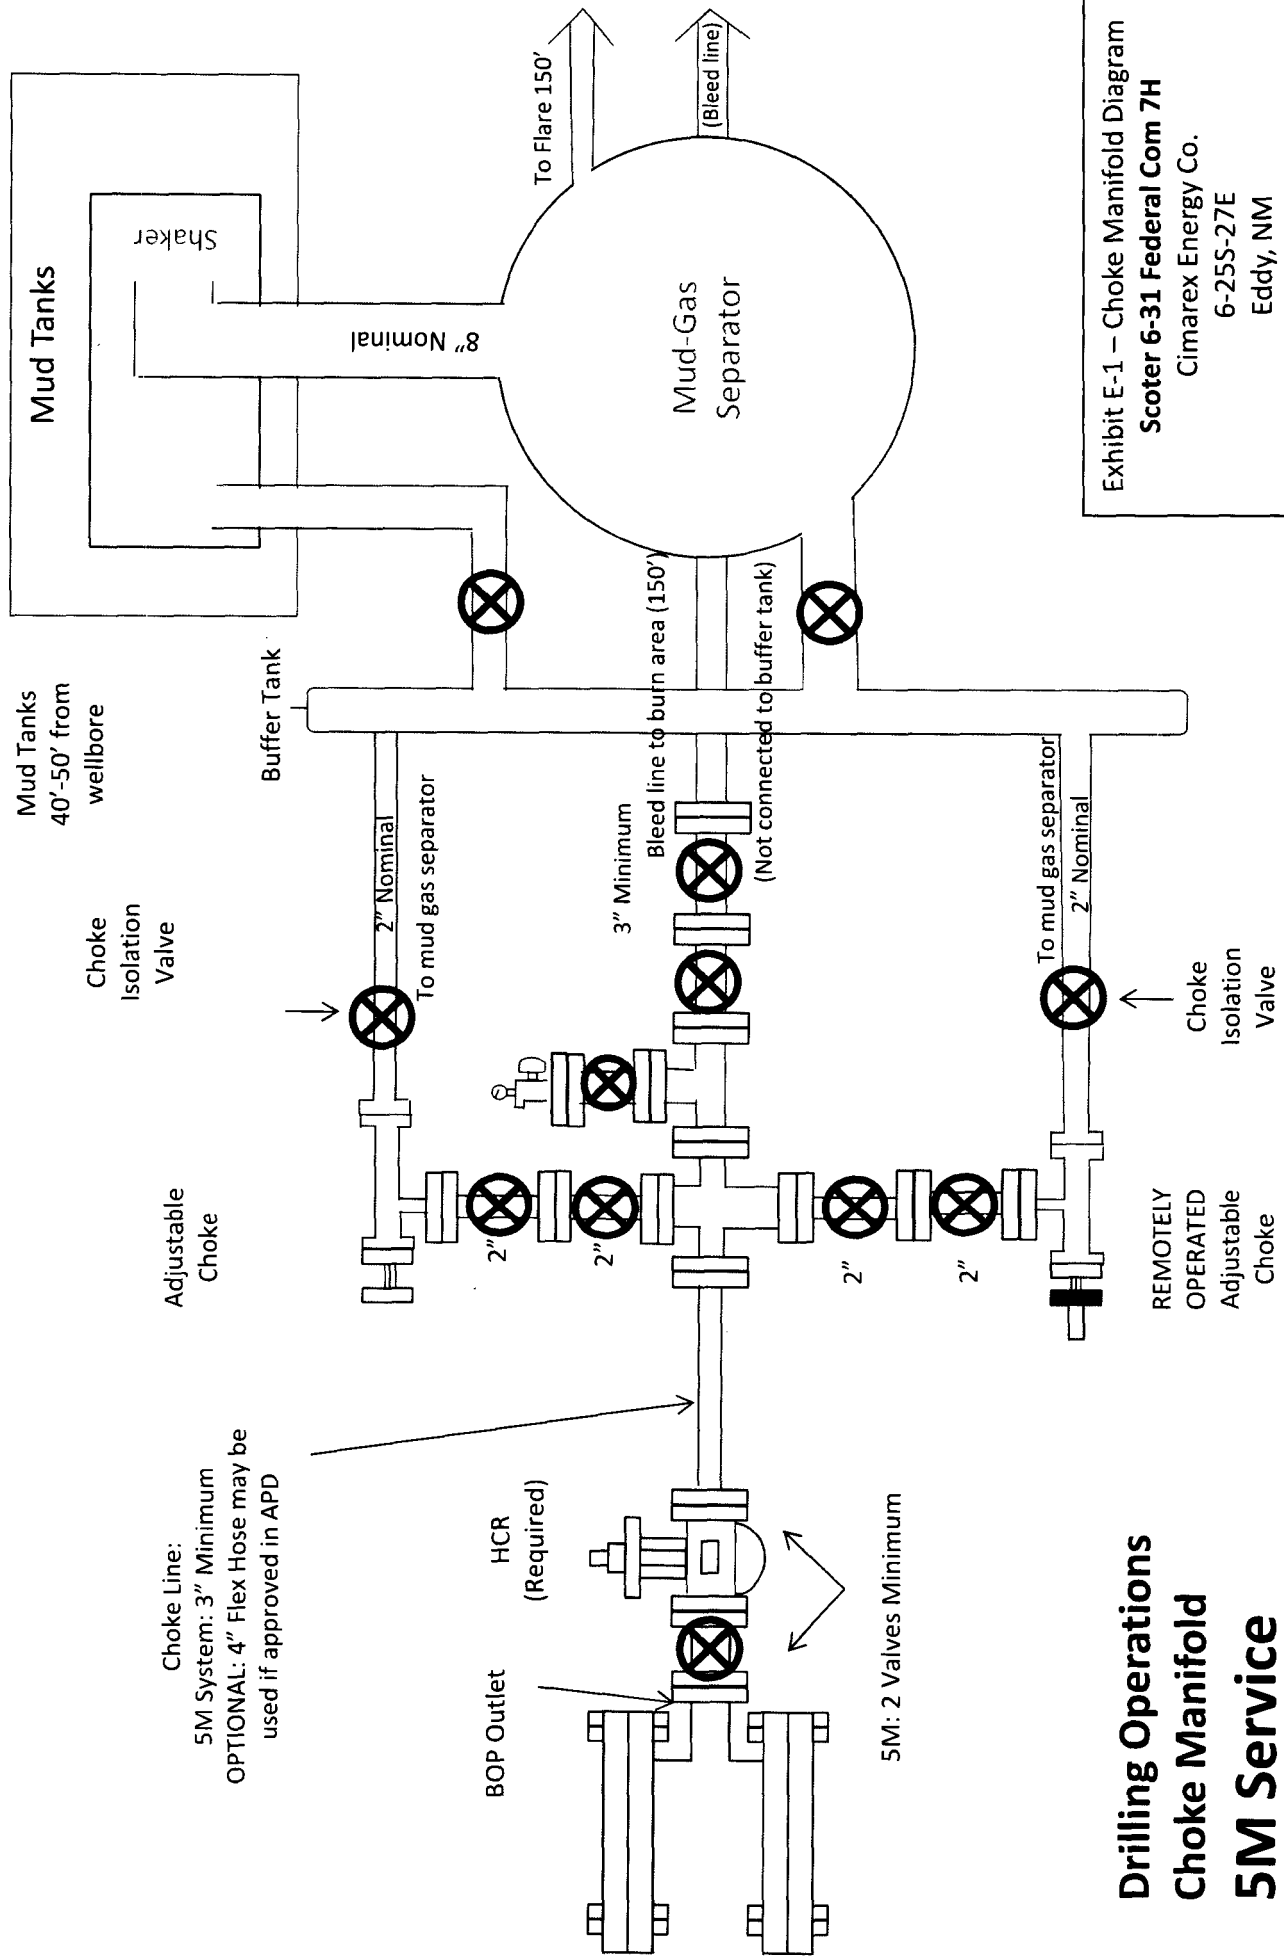 Mud Tanks
Shaker
8” Nominal
To Flare 150’
(Bleed line)
Mud-Gas
Separator
Mud Tanks
40’-50’ from
wellbore
Buffer Tank
Choke
Isolation
Valve
2” Nominal
To mud gas separator
3” Minimum
Bleed line to burn area (150’)
(Not connected to buffer tank)
To mud gas separator
2” Nominal
Choke
Isolation
Valve
Adjustable
Choke
2”
2”
2”
2”
REMOTELY
OPERATED
Adjustable
Choke
Choke Line:
5M System: 3” Minimum
OPTIONAL: 4” Flex Hose may be
used if approved in APD
HCR
(Required)
BOP Outlet
5M: 2 Valves Minimum
Drilling Operations
Choke Manifold
5M Service
Exhibit E-1 – Choke Manifold Diagram
Scoter 6-31 Federal Com 7H
Cimarex Energy Co.
6-25S-27E
Eddy, NM